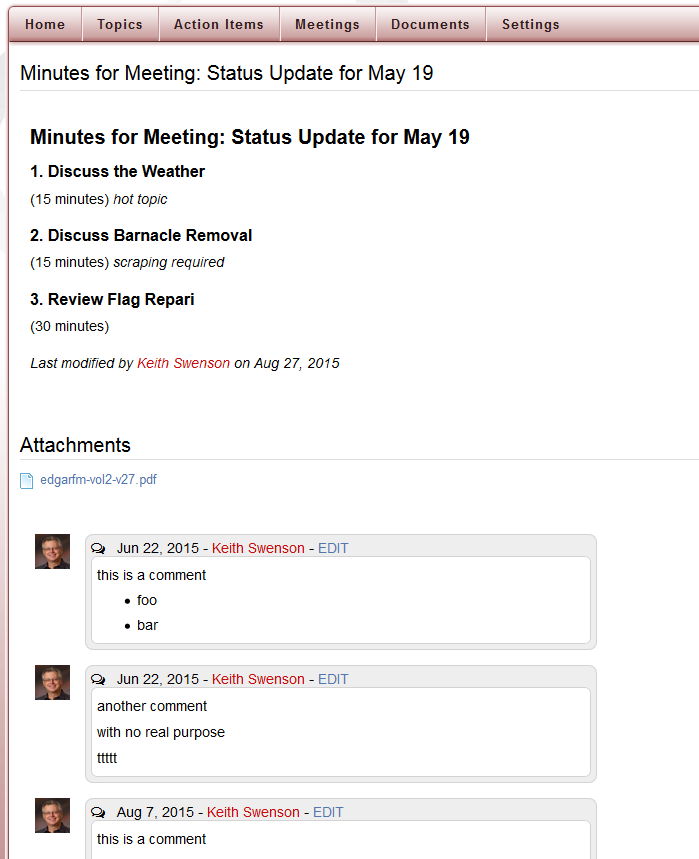 Home Topics Action Items Meetings Documents Settings
Minutes for Meeting: Status Update for May 19
Minutes for Meeting: Status Update for May 19
1. Discuss the Weather
(15 minutes) hot topic
2. Discuss Barnacle Removal
(15 minutes) scraping required
3. Review Flag Repari
(30 minutes)
Last modified by Keith Swenson on Aug 27, 2015
Attachments
edgarfm-vol2-v27.pdf
Jun 22, 2015 - Keith Swenson - EDIT
this is a comment
• foo
• bar
Jun 22, 2015 - Keith Swenson - EDIT
another comment
with no real purpose
ttttt
Aug 7, 2015 - Keith Swenson - EDIT
this is a comment